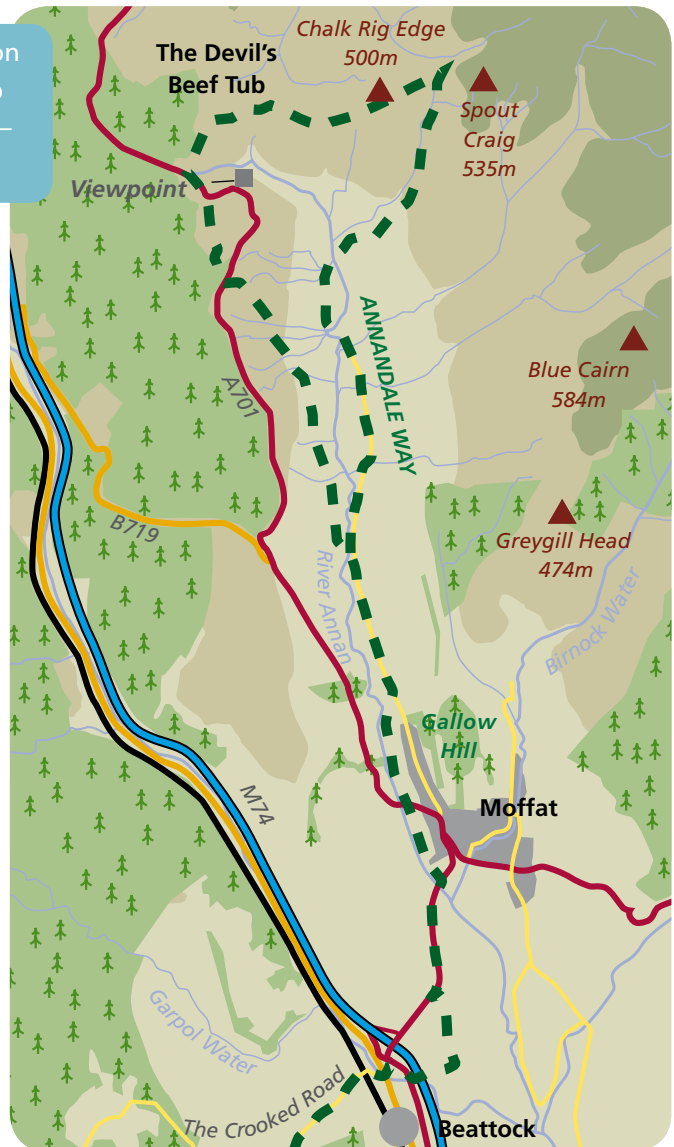 on
o
—
Chalk Rig Edge
500m
The Devil's
Beef Tub
Spout
Craig
535m
Viewpoint
ANNANDALE WAY
Blue Cairn
584m
A701
B719
Greygill Head
474m
River Annan
Birnock Water
Gallow
Hill
M74
Moffat
Garpol Water
The Crooked Road
Beattock